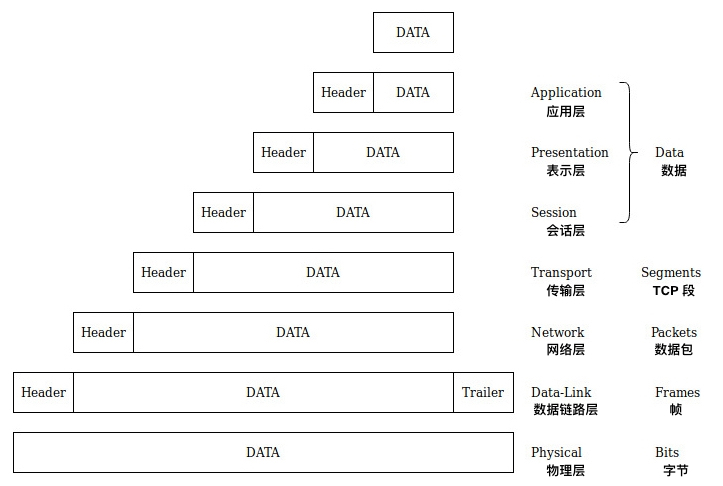 DATA
Header DATA Application
应用层
Header DATA Presentation Data
表示层 数据
Header DATA Session
会话层
Header DATA Transport Segments
传输层 TCP 段
Header DATA Network Packets
网络层 数据包
Header DATA Trailer Data-Link Frames
数据链路层 帧
DATA Physical Bits
物理层 字节